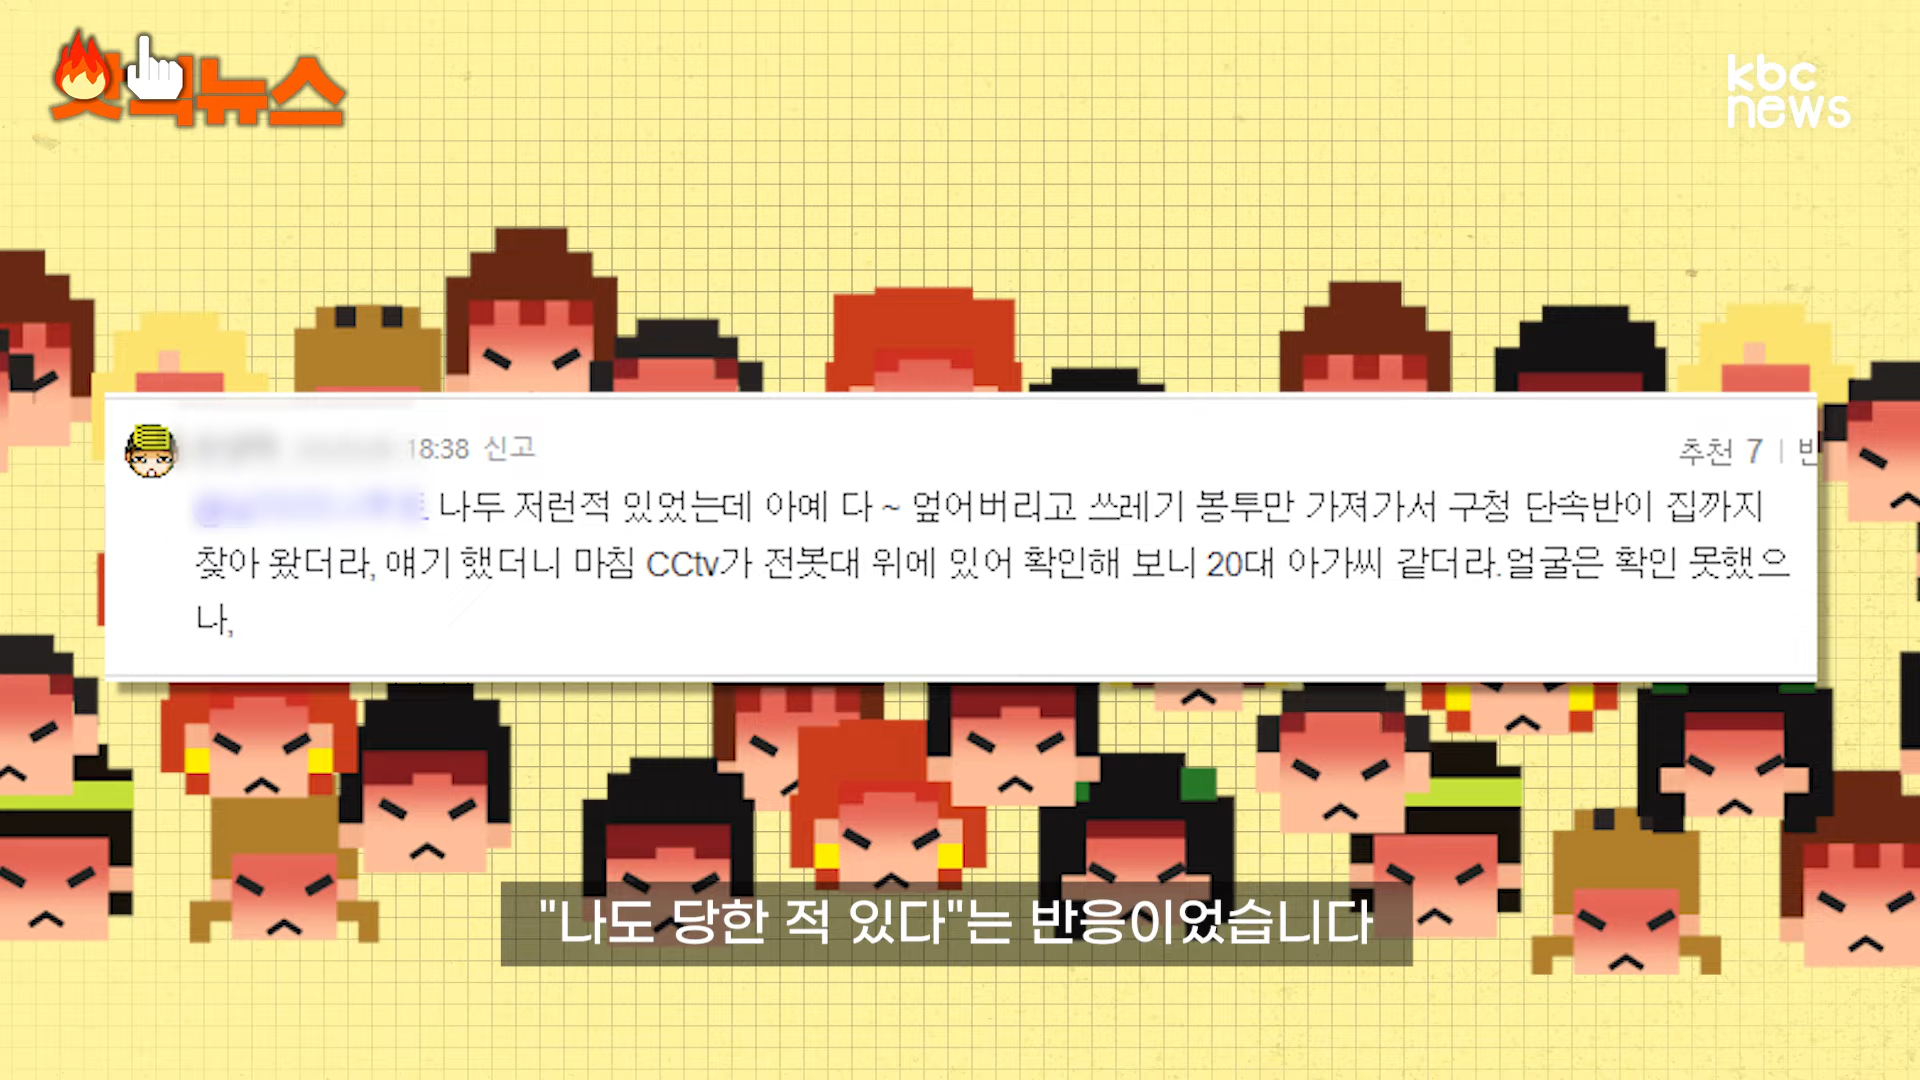 핫픽뉴스
kbc
news
18:38 신고
추천 7
나두 저런적 있었는데 아예 다 ~ 엎어버리고 쓰레기 봉투만 가져가서 구청 단속반이 집까지
찾아 왔더라, 얘기 했더니 마침 CCtv가 전봇대 위에 있어 확인해 보니 20대 아가씨 같더라.얼굴은 확인 못했으
나,
"나도 당한 적 있다"는 반응이었습니다